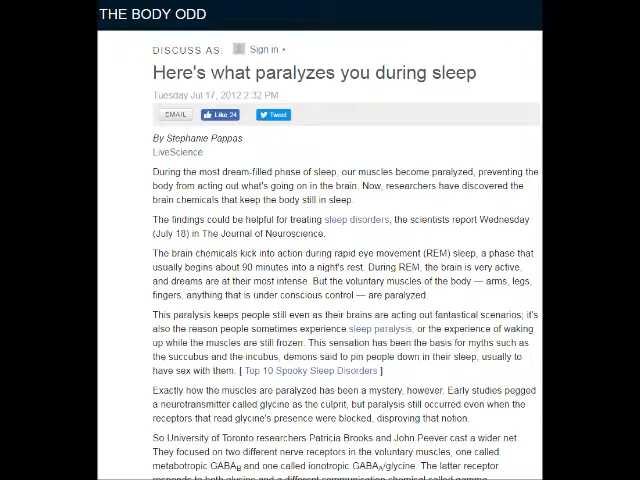 THE BODY ODD
DISCUSS AS: Sign in
Here's what paralyzes you during sleep
Tuesday Jul 17, 2012 2:32 PM
EMAIL Like 24 Tweet
By Stephanie Pappas
LiveScience
During the most dream-filled phase of sleep, our muscles become paralyzed, preventing the
body from acting out what's going on in the brain. Now, researchers have discovered the
brain chemicals that keep the body still in sleep.
The findings could be helpful for treating sleep disorders, the scientists report Wednesday
(July 18) in The Journal of Neuroscience.
The brain chemicals kick into action during rapid eye movement (REM) sleep, a phase that
usually begins about 90 minutes into a night's rest. During REM, the brain is very active,
and dreams are at their most intense. But the voluntary muscles of the body — arms, legs,
fingers, anything that is under conscious control — are paralyzed.
This paralysis keeps people still even as their brains are acting out fantastical scenarios; it's
also the reason people sometimes experience sleep paralysis, or the experience of waking
up while the muscles are still frozen. This sensation has been the basis for myths such as
the succubus and the incubus, demons said to pin people down in their sleep, usually to
have sex with them. [ Top 10 Spooky Sleep Disorders ]
Exactly how the muscles are paralyzed has been a mystery, however. Early studies pegged
a neurotransmitter called glycine as the culprit, but paralysis still occurred even when the
receptors that read glycine's presence were blocked, disproving that notion.
So University of Toronto researchers Patricia Brooks and John Peever cast a wider net
They focused on two different nerve receptors in the voluntary muscles, one called
metabotropic GABAB and one called ionotropic GABAA/glycine. The latter receptor
responds to both glycine and a different communication chemical called gamma